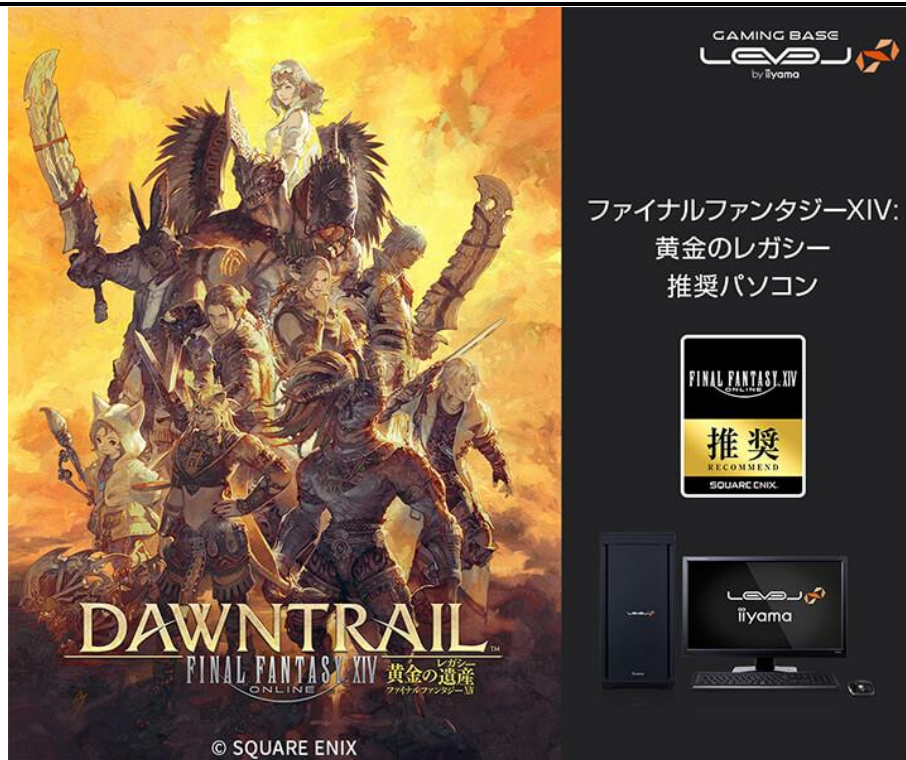 DAWNTRAIL™
FINAL FANTASY XIV
ONLINE
レガシー
黄金の遺産
ファイナルファンタジーXIV
© SQUARE ENIX
GAMING BASE
LEVEL
by iiyama
ファイナルファンタジーXIV:
黄金のレガシー
推奨パソコン
FINAL FANTASY XIV
ONLINE
推奨
RECOMMEND
SQUARE ENIX.
LEVEL
LEVEL
iiyama